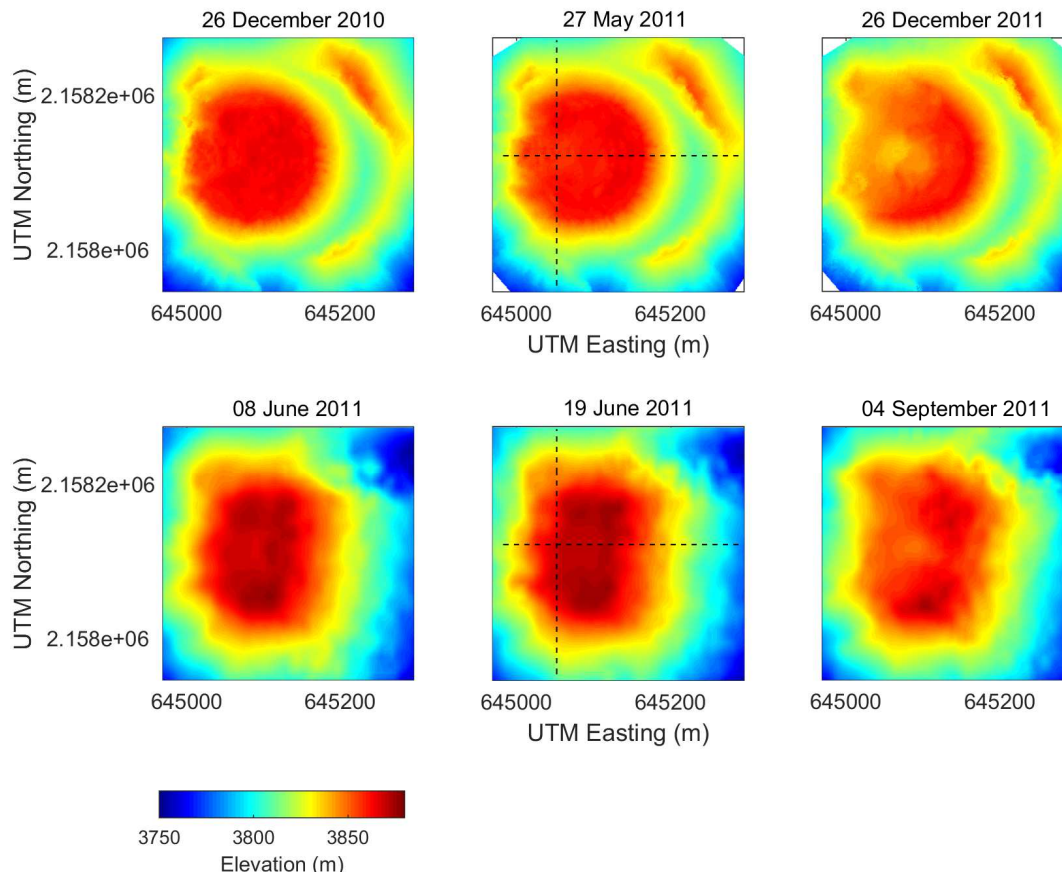 26 December 2010
27 May 2011
26 December 2011
UTM Northing (m)
2.1582e+06
2.158e+06
645000 645200
645000 645200
645000 645200
UTM Easting (m)
08 June 2011
19 June 2011
04 September 2011
UTM Northing (m)
2.1582e+06
2.158e+06
645000 645200
645000 645200
645000 645200
UTM Easting (m)
3750 3800 3850
Elevation (m)